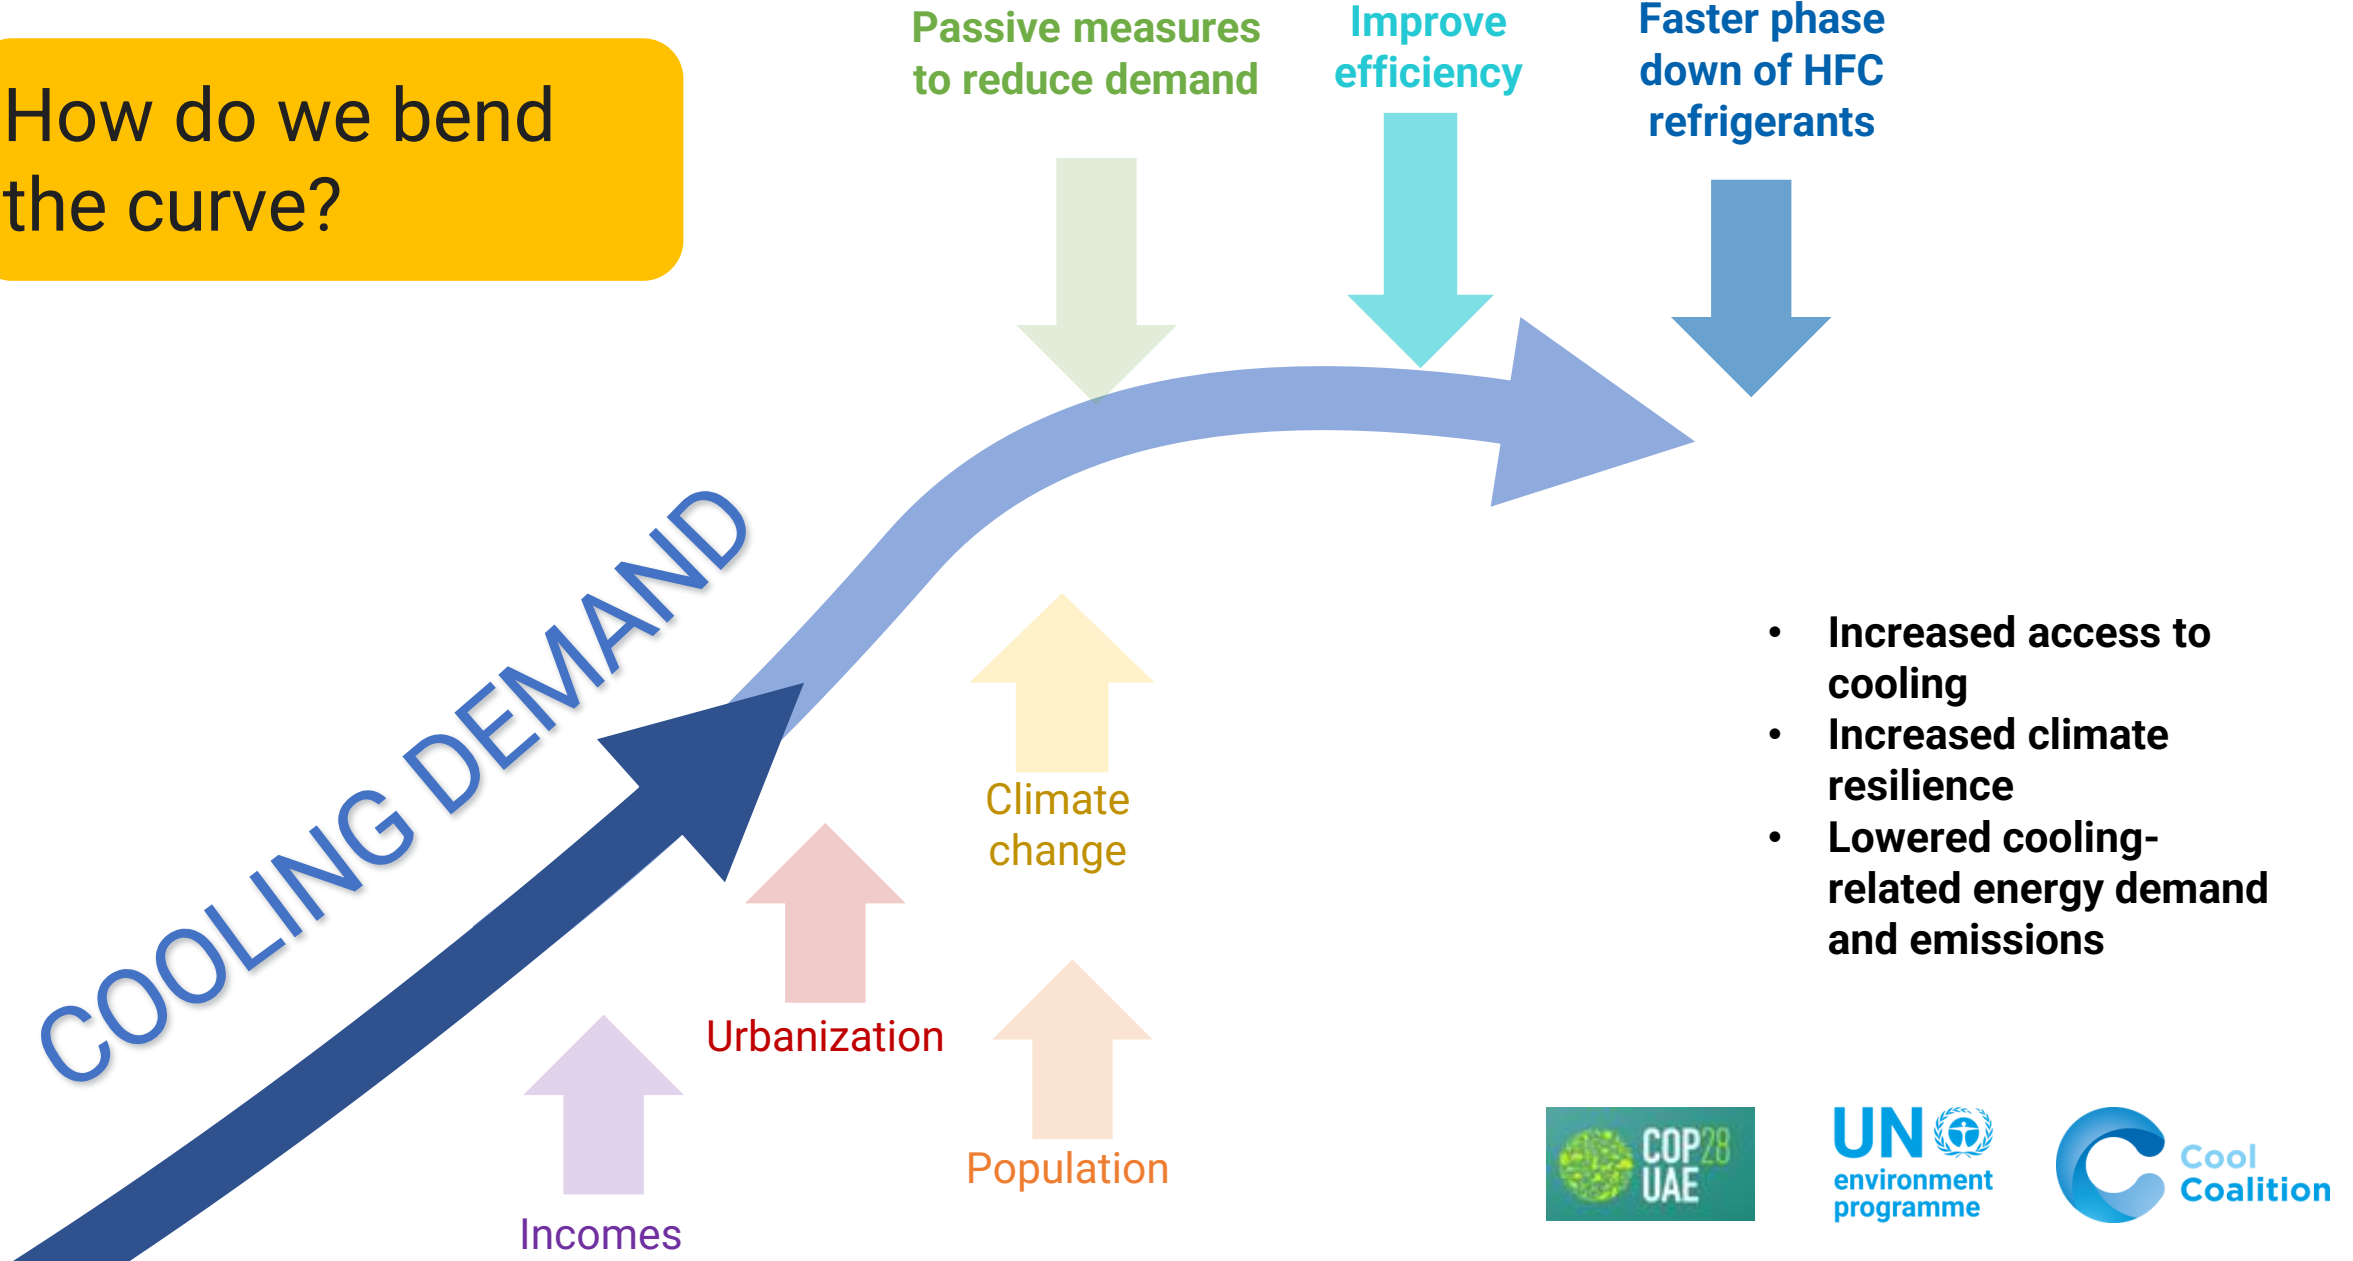 How do we bend
the curve?
Passive measures
to reduce demand
Improve
efficiency
Faster phase
down of HFC
refrigerants
COOLING DEMAND
Climate
change
Urbanization
Population
Incomes
• Increased access to
cooling
• Increased climate
resilience
• Lowered cooling-
related energy demand
and emissions
COP28
UAE
UN
environment
programme
Cool
Coalition